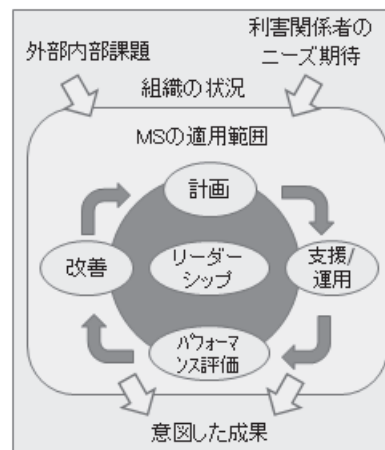 外部内部課題
利害関係者の
ニーズ期待
組織の状況
MSの適用範囲
計画
改善
リーダー
シップ
支援/
運用
パフォーマ
ンス評価
意図した成果